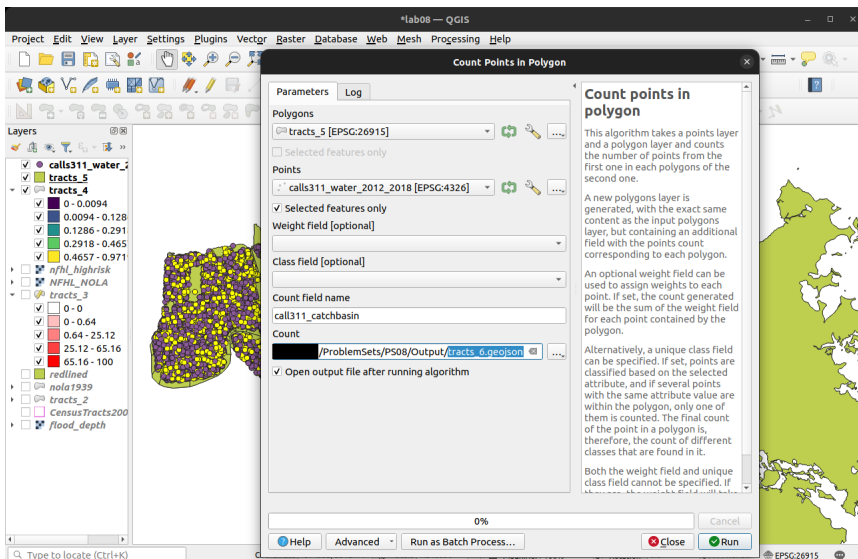 *lab08 — QGIS
Project Edit View Layer Settings Plugins Vector Raster Database Web Mesh Processing Help
Layers
calls311_water_2
tracts_5
tracts_4
0 - 0.0094
0.0094 - 0.128
0.1286 - 0.291
0.2918 - 0.465
0.4657 - 0.971
nfhl_highrisk
NFHL_NOLA
tracts_3
0 - 0
0 - 0.64
0.64 - 25.12
25.12 - 65.16
65.16 - 100
redlined
nola1939
tracts_2
CensusTracts200
flood_depth
Type to locate (Ctrl+K)
Count Points in Polygon
Parameters Log
Polygons
tracts_5 [EPSG:26915]
Selected features only
Points
calls311_water_2012_2018 [EPSG:4326]
Selected features only
Weight field [optional]
Class field [optional]
Count field name
call311_catchbasin
Count
/ProblemSets/PS08/Output/tracts_6.geojson
Open output file after running algorithm
Count points in
polygon
This algorithm takes a points layer
and a polygon layer and counts
the number of points from the
first one in each polygons of the
second one.
A new polygons layer is
generated, with the exact same
content as the input polygons
layer, but containing an additional
field with the points count
corresponding to each polygon.
An optional weight field can be
used to assign weights to each
point. If set, the count generated
will be the sum of the weight field
for each point contained by the
polygon.
Alternatively, a unique class field
can be specified. If set, points are
classified based on the selected
attribute, and if several points
with the same attribute value are
within the polygon, only one of
them is counted. The final count
of the point in a polygon is,
therefore, the count of different
classes that are found in it.
Both the weight field and unique
class field cannot be specified. If
0%
Cancel
Help Advanced Run as Batch Process... Close Run
EPSG:26915